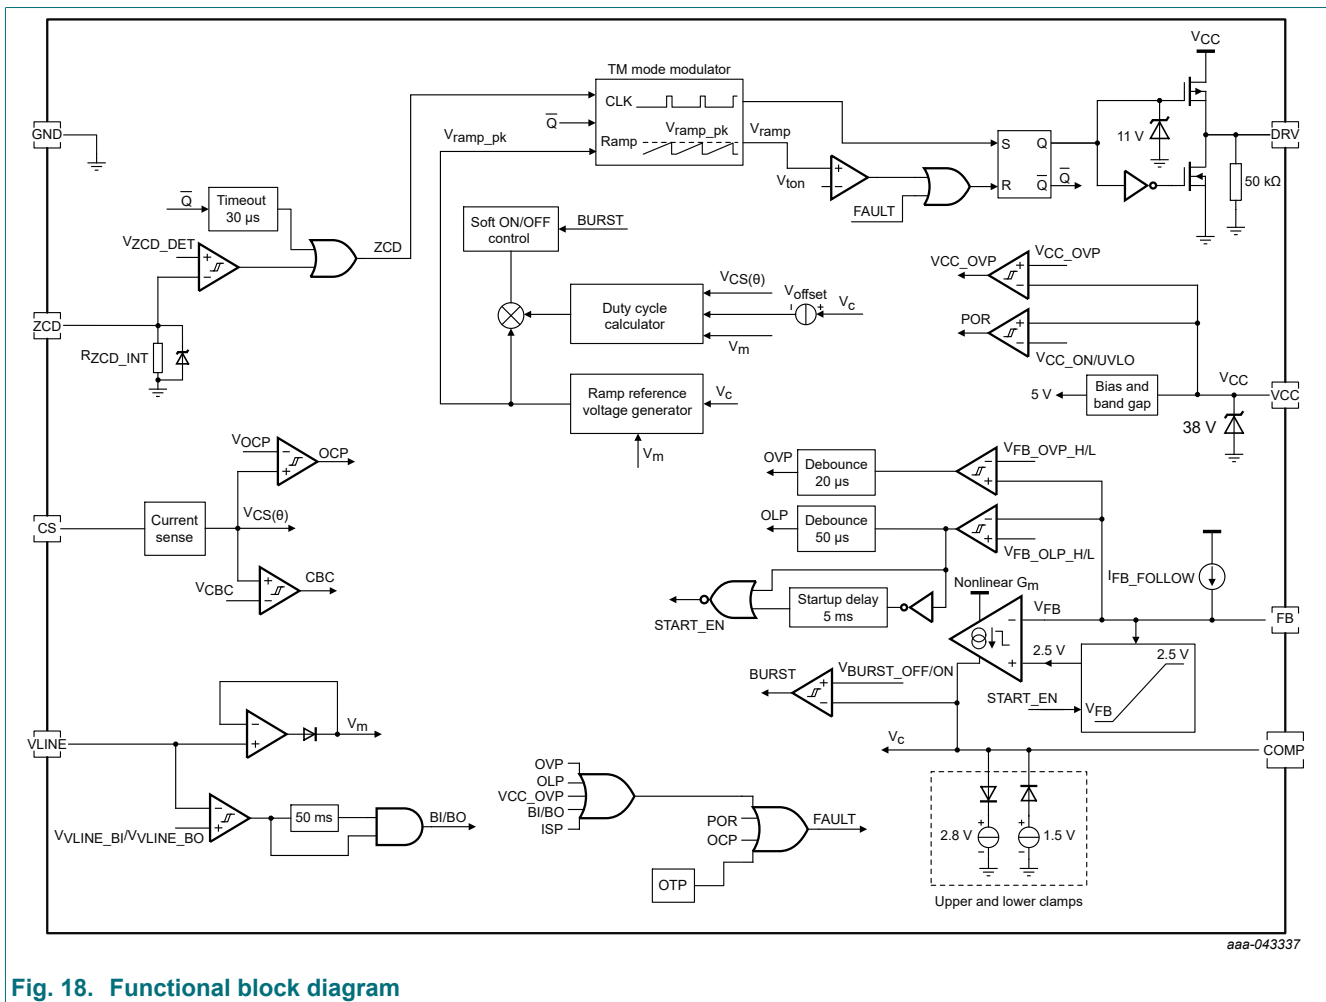 TM mode modulator
CLK
Q
Ramp
Vramp_pk
Vramp
Vramp_pk
Vton
FAULT
S
R
Q
Q
Q
VCC
11 V
50 kΩ
DRV
GND
Q
Timeout
30 µs
VZCD_DET
ZCD
ZCD
RZCD_INT
Soft ON/OFF
control
BURST
Duty cycle
calculator
VCS(θ)
Voffset
Vc
Vm
Ramp reference
voltage generator
Vc
Vm
VCC_OVP
VCC_OVP
POR
VCC_ON/UVLO
5 V
Bias and
band gap
VCC
VCC
38 V
VOCP
OCP
CS
Current
sense
VCS(θ)
VCBC
CBC
OVP
Debounce
20 µs
VFB_OVP_H/L
OLP
Debounce
50 µs
VFB_OLP_H/L
START_EN
Startup delay
5 ms
Nonlinear Gm
IFB_FOLLOW
VFB
FB
2.5 V
2.5 V
VFB
START_EN
BURST
VBURST_OFF/ON
Vc
COMP
2.8 V
1.5 V
Upper and lower clamps
VLINE
Vm
VVLINE_BI/VVLINE_BO
50 ms
BI/BO
OVP
OLP
VCC_OVP
BI/BO
ISP
POR
OCP
OTP
FAULT
aaa-043337
Fig. 18. Functional block diagram